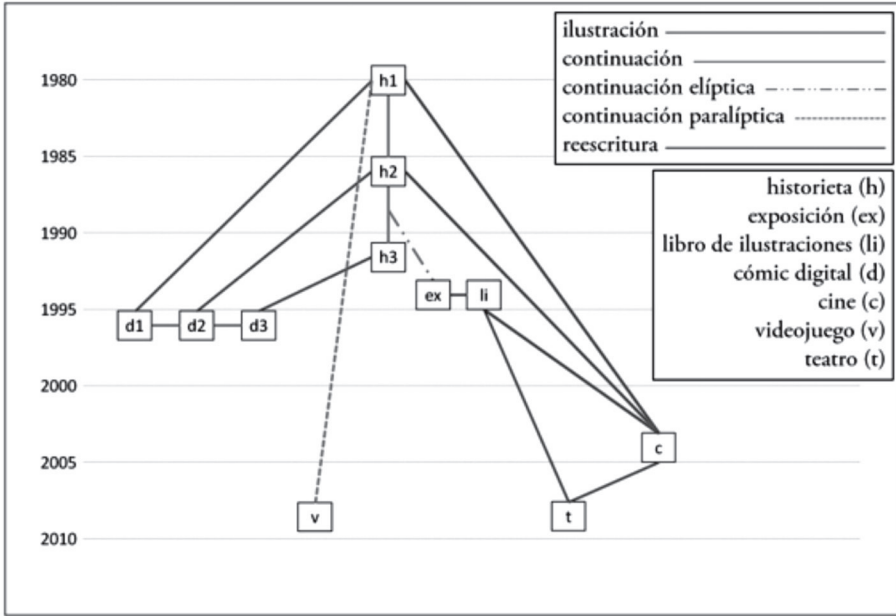 ilustración
continuación
continuación elíptica
continuación paralíptica
reescritura
historieta (h)
exposición (ex)
libro de ilustraciones (li)
cómic digital (d)
cine (c)
videojuego (v)
teatro (t)
1980
h1
1985
h2
1990
h3
ex
li
1995
d1
d2
d3
2000
c
2005
v
t
2010